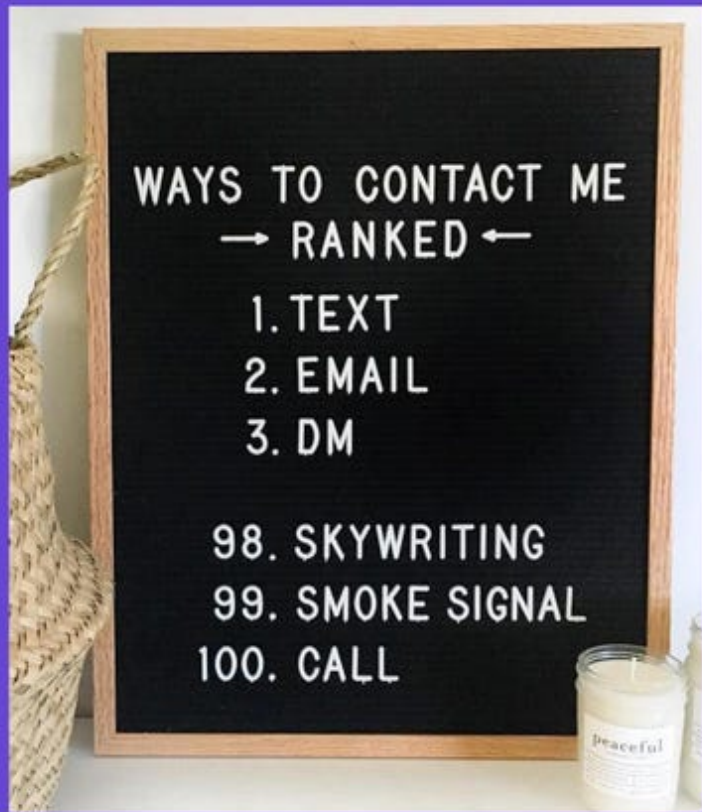 WAYS TO CONTACT ME
→ RANKED ←
1. TEXT
2. EMAIL
3. DM
98. SKYWRITING
99. SMOKE SIGNAL
100. CALL
peaceful